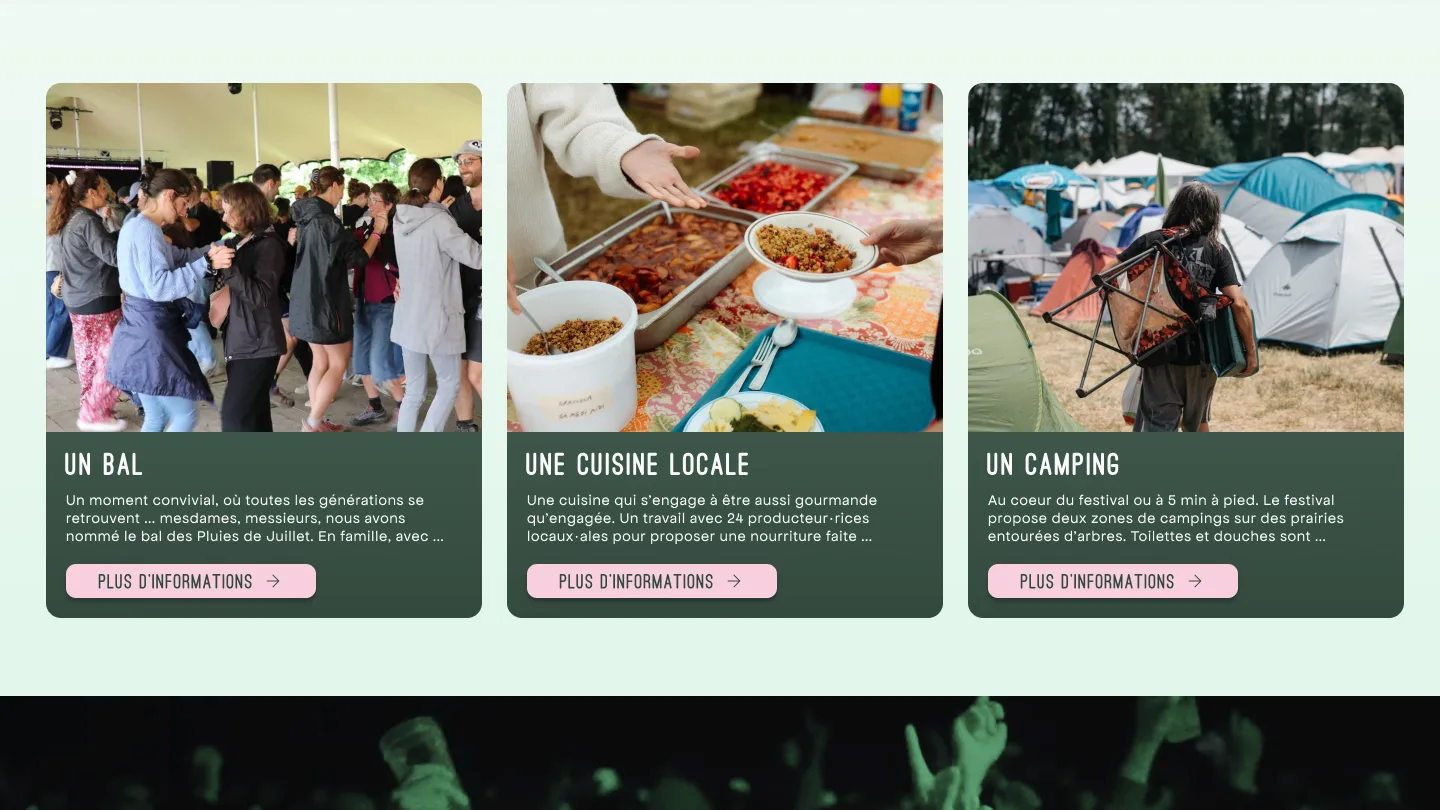 UN BAL
Un moment convivial, où toutes les générations se
retrouvent ... mesdames, messieurs, nous avons
nommé le bal des Pluies de Juillet. En famille, avec ...
PLUS D'INFORMATIONS →
UNE CUISINE LOCALE
Une cuisine qui s'engage à être aussi gourmande
qu'engagée. Un travail avec 24 producteur·rices
locaux·ales pour proposer une nourriture faite ...
PLUS D'INFORMATIONS →
UN CAMPING
Au coeur du festival ou à 5 min à pied. Le festival
propose deux zones de campings sur des prairies
entourées d'arbres. Toilettes et douches sont ...
PLUS D'INFORMATIONS →